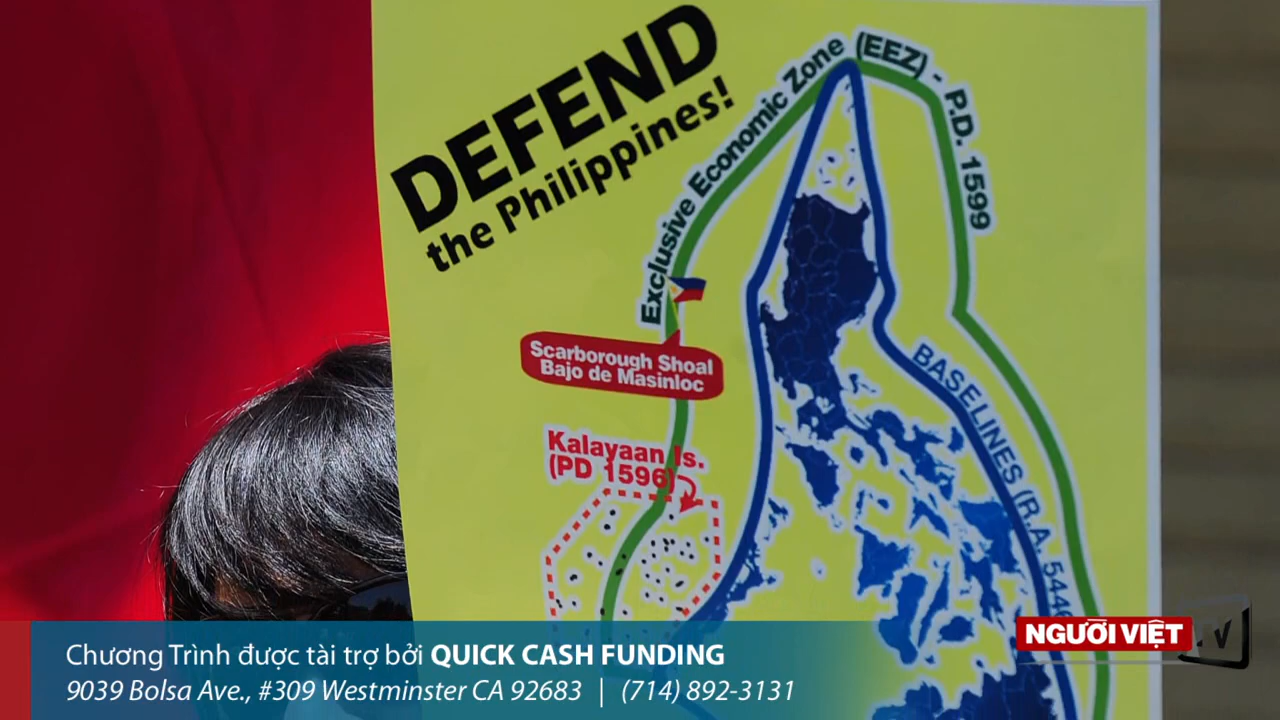 DEFEND
the Philippines!
Exclusive Economic Zone (EEZ) - P.D. 1599
Scarborough Shoal
Bajo de Masinloc
Kalayaan Is.
(PD 1596)
BASELINES (R.A. 5446
Chương Trình được tài trợ bởi QUICK CASH FUNDING
9039 Bolsa Ave., #309 Westminster CA 92683 | (714) 892-3131
NGƯỜI VIỆT TV